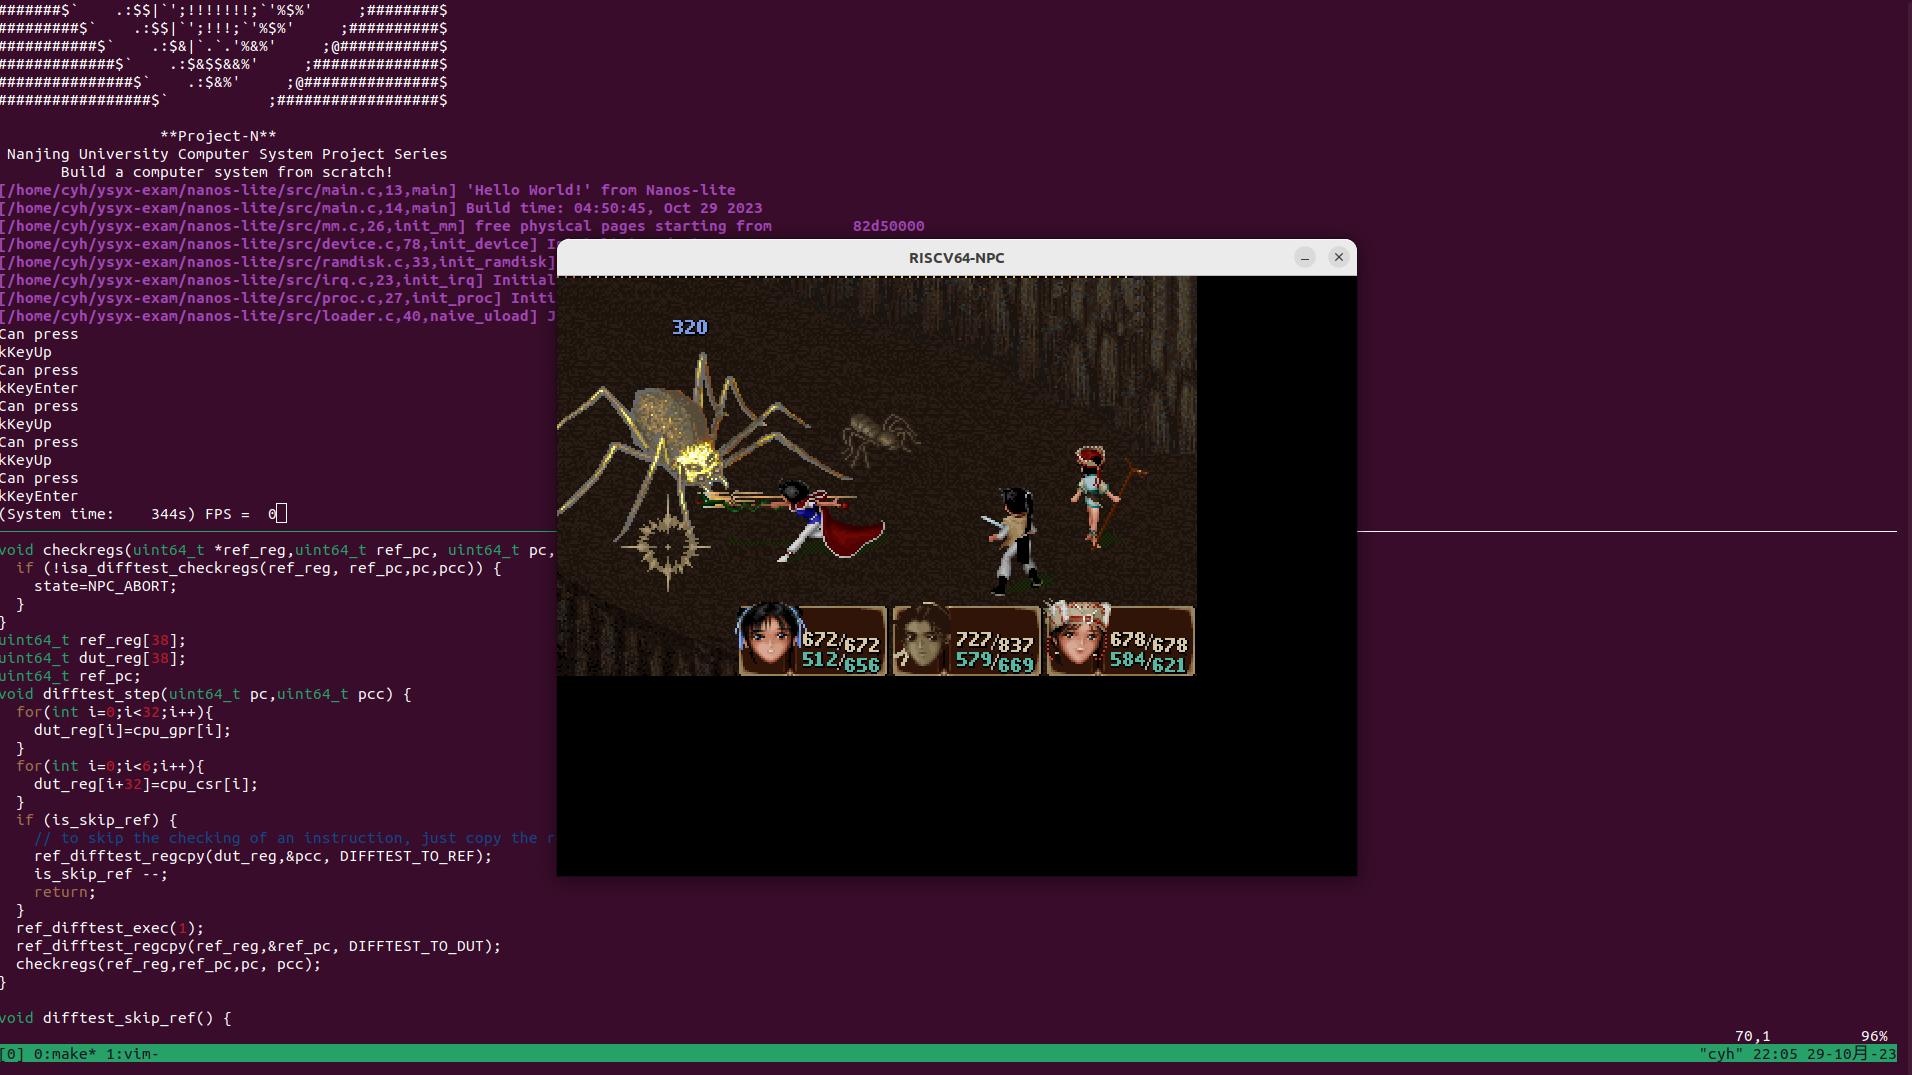 #######$`    .:$$|`';!!!!!!!;`'%$%'     ;########$
#########$`     .:$$|`';!!!;`'%$%'     ;##########$
###########$`    .:$&|`.`.'%&%'     ;@###########$
#############$`    .:$&$$&&%'     ;##############$
###############$`    .:$&%'     ;@###############$
#################$`           ;##################$
**Project-N**
Nanjing University Computer System Project Series
Build a computer system from scratch!
[/home/cyh/ysyx-exam/nanos-lite/src/main.c,13,main] 'Hello World!' from Nanos-lite
[/home/cyh/ysyx-exam/nanos-lite/src/main.c,14,main] Build time: 04:50:45, Oct 29 2023
[/home/cyh/ysyx-exam/nanos-lite/src/mm.c,26,init_mm] free physical pages starting from        82d50000
[/home/cyh/ysyx-exam/nanos-lite/src/device.c,78,init_device]
[/home/cyh/ysyx-exam/nanos-lite/src/ramdisk.c,33,init_ramdisk]
[/home/cyh/ysyx-exam/nanos-lite/src/irq.c,23,init_irq] Initial
[/home/cyh/ysyx-exam/nanos-lite/src/proc.c,27,init_proc] Initi
[/home/cyh/ysyx-exam/nanos-lite/src/loader.c,40,naive_uload] J
Can press
kKeyUp
Can press
kKeyEnter
Can press
kKeyUp
Can press
kKeyUp
Can press
kKeyEnter
(System time:    344s) FPS =  0
RISCV64-NPC
320
672/672
512/656
727/837
579/669
678/678
584/621
void checkregs(uint64_t *ref_reg,uint64_t ref_pc, uint64_t pc,
  if (!isa_difftest_checkregs(ref_reg, ref_pc,pc,pcc)) {
    state=NPC_ABORT;
  }
}
uint64_t ref_reg[38];
uint64_t dut_reg[38];
uint64_t ref_pc;
void difftest_step(uint64_t pc,uint64_t pcc) {
  for(int i=0;i<32;i++){
    dut_reg[i]=cpu_gpr[i];
  }
  for(int i=0;i<6;i++){
    dut_reg[i+32]=cpu_csr[i];
  }
  if (is_skip_ref) {
    // to skip the checking of an instruction, just copy the r
    ref_difftest_regcpy(dut_reg,&pcc, DIFFTEST_TO_REF);
    is_skip_ref --;
    return;
  }
  ref_difftest_exec(1);
  ref_difftest_regcpy(ref_reg,&ref_pc, DIFFTEST_TO_DUT);
  checkregs(ref_reg,ref_pc,pc, pcc);
}
void difftest_skip_ref() {
70,1          96%
[0] 0:make* 1:vim-
"cyh" 22:05 29-10月-23